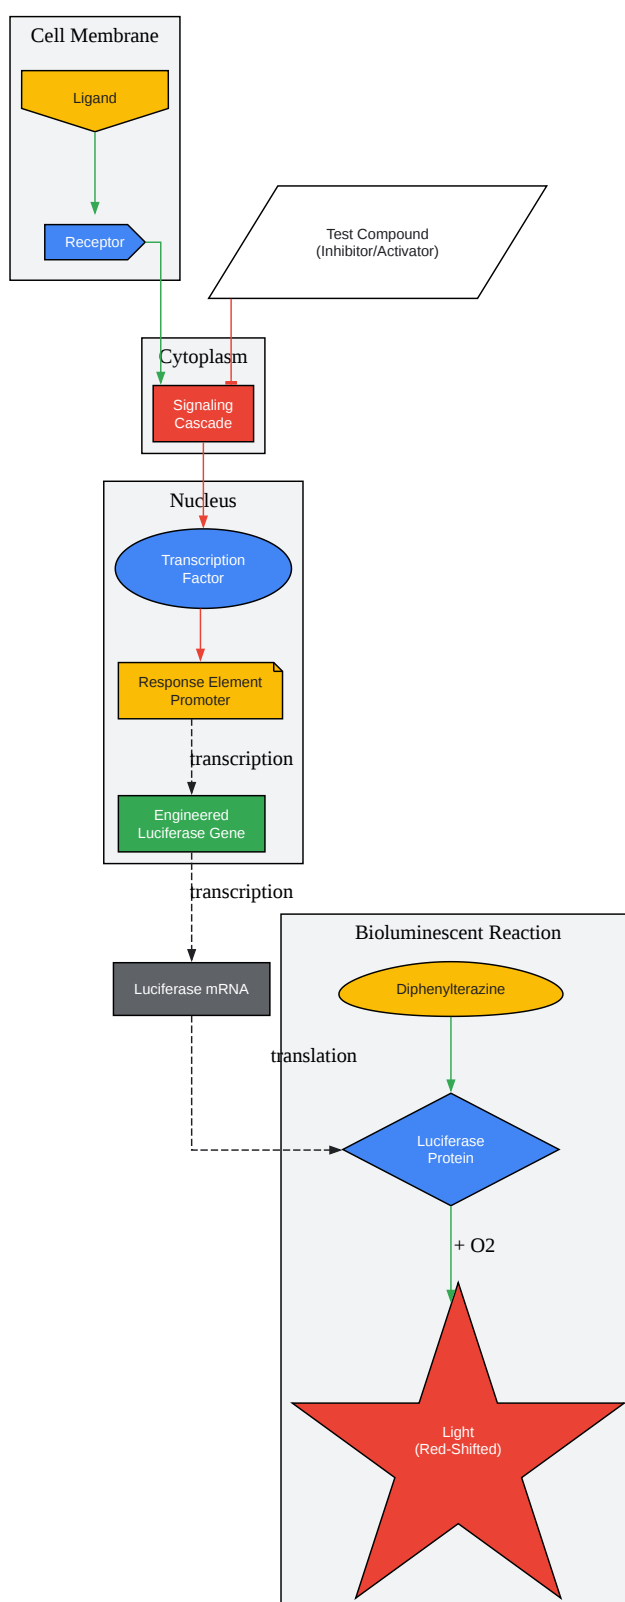 Cell Membrane
Ligand
Receptor
Test Compound
(Inhibitor/Activator)
Cytoplasm
Signaling
Cascade
Nucleus
Transcription
Factor
Response Element
Promoter
transcription
Engineered
Luciferase Gene
transcription
Luciferase mRNA
Bioluminescent Reaction
Diphenylterazine
translation
Luciferase
Protein
+ O2
Light
(Red-Shifted)